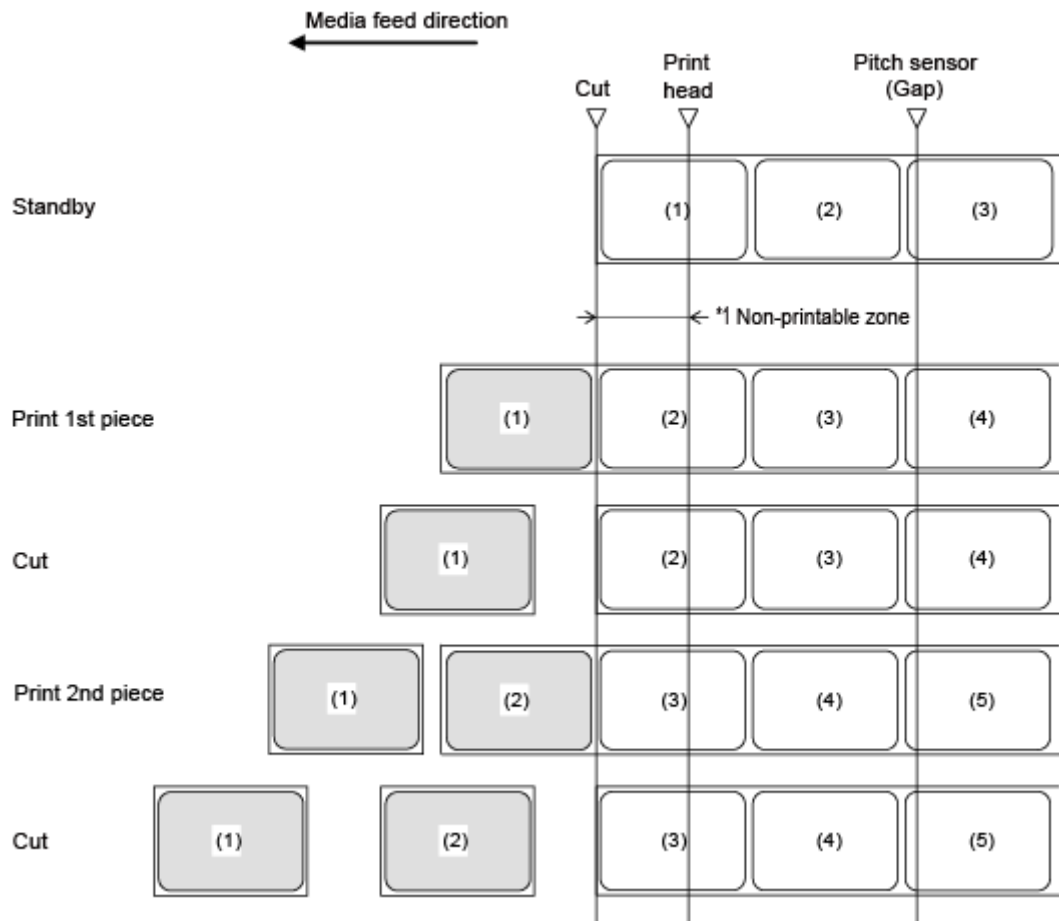 Media feed direction
Cut
Print
head
Pitch sensor
(Gap)
Standby
(1)
(2)
(3)
*1 Non-printable zone
Print 1st piece
(1)
(2)
(3)
(4)
Cut
(1)
(2)
(3)
(4)
Print 2nd piece
(1)
(2)
(3)
(4)
(5)
Cut
(1)
(2)
(3)
(4)
(5)